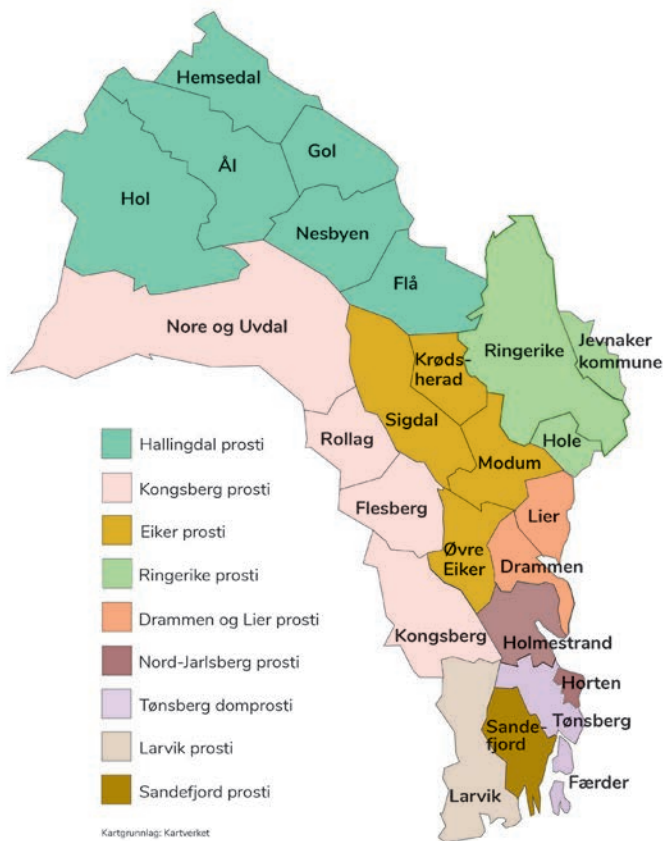 Hemsedal
Gol
Ål
Hol
Nesbyen
Flå
Nore og Uvdal
Krøds-
herad
Ringerike
Jevnaker
kommune
Sigdal
Rollag
Hole
Modum
Flesberg
Lier
Øvre
Eiker
Drammen
Kongsberg
Holmestrand
Horten
Tønsberg
Sande-
fjord
Færder
Larvik
Hallingdal prosti
Kongsberg prosti
Eiker prosti
Ringerike prosti
Drammen og Lier prosti
Nord-Jarlsberg prosti
Tønsberg domprosti
Larvik prosti
Sandefjord prosti
Kartgrunnlag: Kartverket